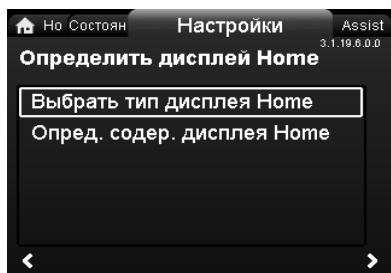 Но Состоян Настройки Assist
3.1.19.6.0.0
Определить дисплей Home
Выбрать тип дисплея Home
Опред. содер. дисплея Home